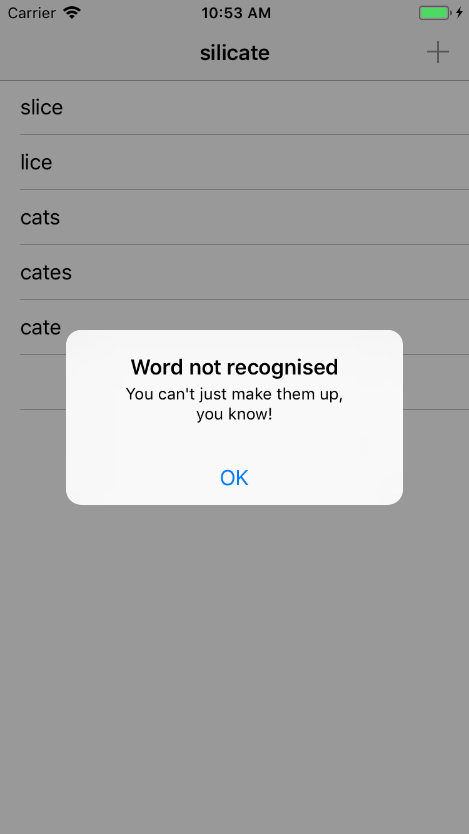 Carrier 10:53 AM
silicate
slice
lice
cats
cates
cate
Word not recognised
You can't just make them up,
you know!
OK